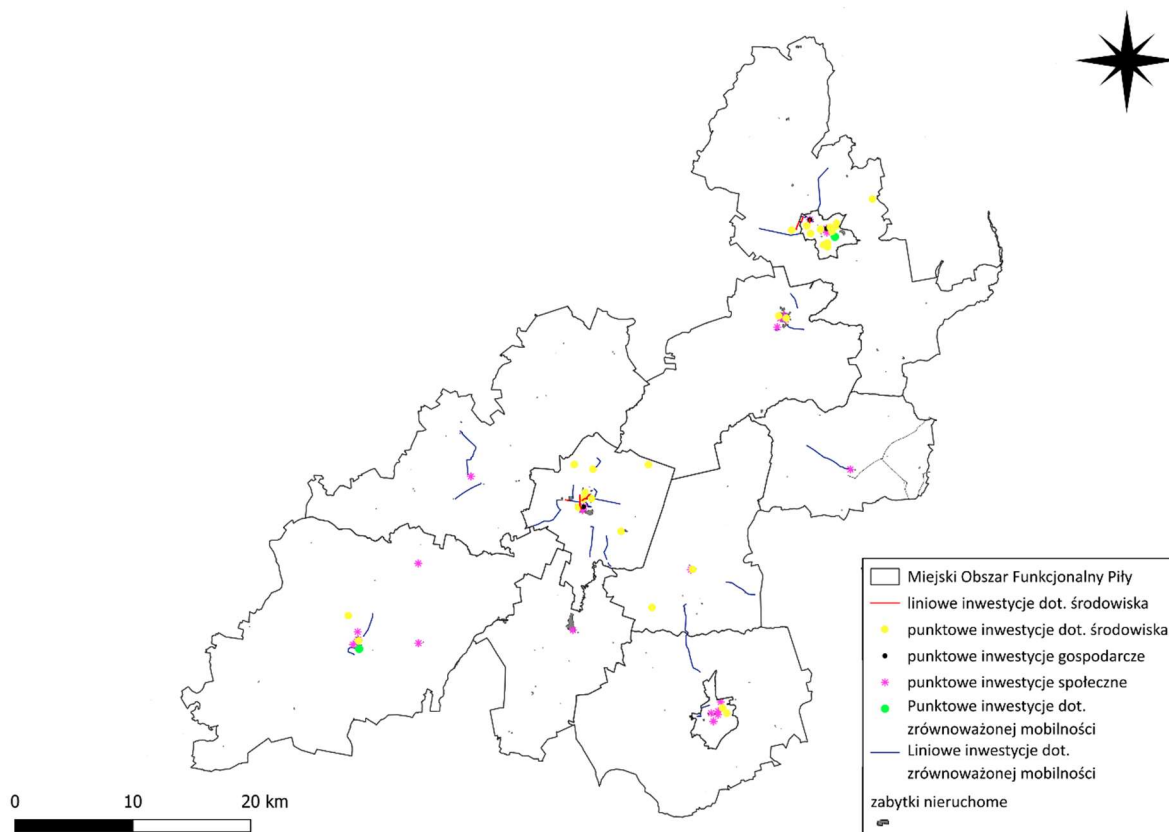 Miejski Obszar Funkcjonalny Piły
liniowe inwestycje dot. środowiska
punktowe inwestycje dot. środowiska
punktowe inwestycje gospodarcze
punktowe inwestycje społeczne
Punktowe inwestycje dot.
zrównoważonej mobilności
Liniowe inwestycje dot.
zrównoważonej mobilności
zabytki nieruchome
0 10 20 km